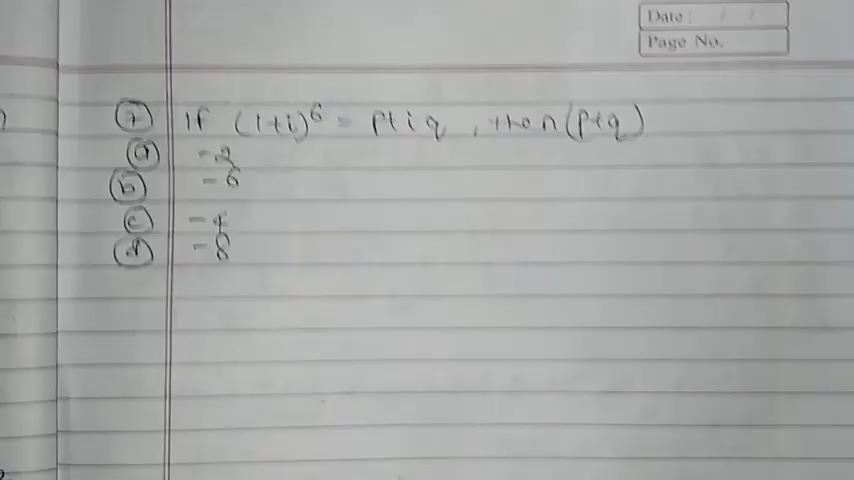 Date : / /
Page No.
7 If (1+i)^6 = p+iq , then (p+q)
a -2
b -6
c -4
d -8